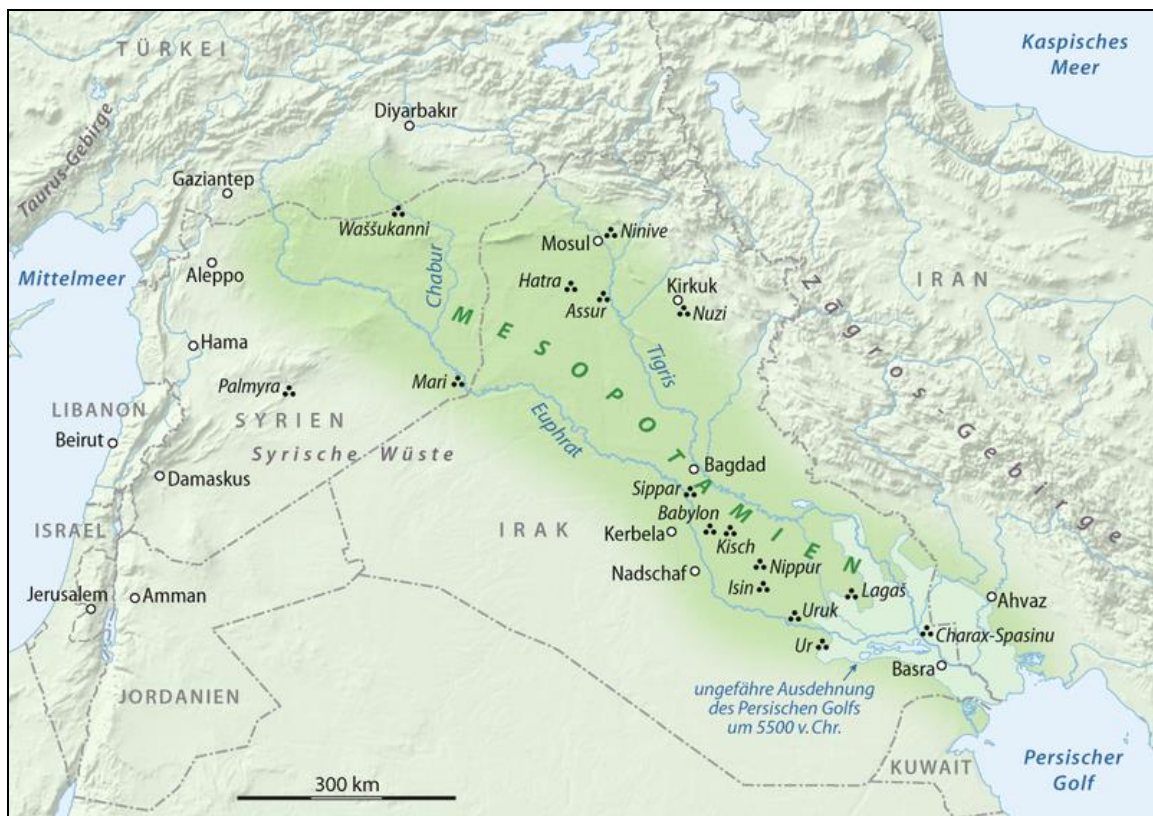 TÜRKEI
Kaspisches
Meer
Diyarbakır
Taurus-Gebirge
Gaziantep
Waššukanni
Ninive
Mosul
Mittelmeer
Aleppo
Chabur
Hatra
Assur
Kirkuk
Nuzi
IRAN
Zāgros-Gebirge
MESOPOTAMIEN
Hama
Tigris
Palmyra
Mari
LIBANON
SYRIEN
Euphrat
Beirut
Syrische Wüste
Bagdad
Damaskus
Sippar
Babylon
ISRAEL
IRAK
Kerbela
Kisch
Nadschaf
Nippur
Isin
Lagaš
Jerusalem
Amman
Ahvaz
Uruk
Charax-Spasinu
Ur
Basra
JORDANIEN
ungefähre Ausdehnung
des Persischen Golfs
um 5500 v. Chr.
KUWAIT
Persischer
Golf
300 km